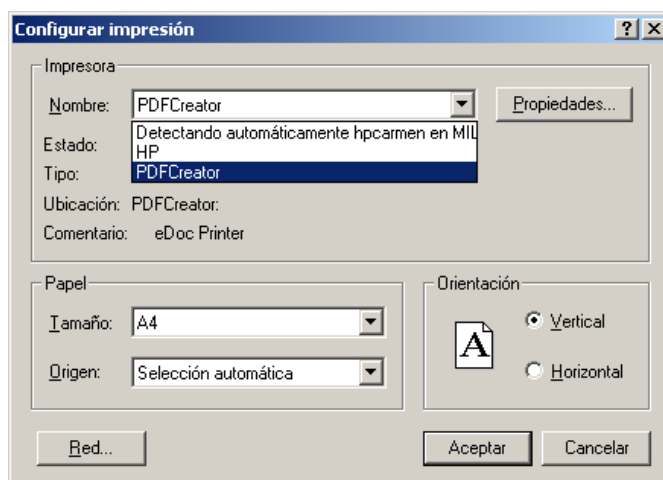 Configurar impresión
Impresora
Nombre: PDFCreator Propiedades...
Detectando automáticamente hpcarmen en MIL
Estado: HP
Tipo: PDFCreator
Ubicación: PDFCreator:
Comentario: eDoc Printer
Papel
Tamaño: A4
Origen: Selección automática
Orientación
A
Vertical
Horizontal
Red... Aceptar Cancelar